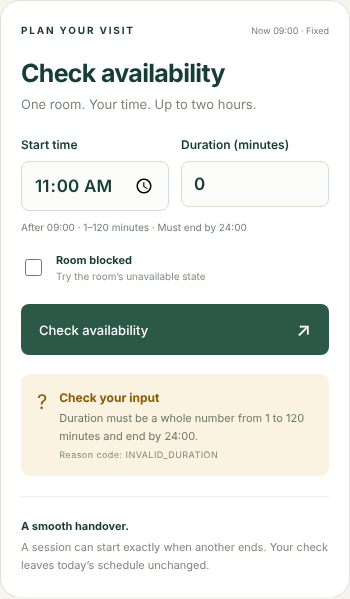 PLAN YOUR VISIT
Now 09:00 · Fixed
Check availability
One room. Your time. Up to two hours.
Start time
Duration (minutes)
11:00 AM
0
After 09:00 · 1–120 minutes · Must end by 24:00
Room blocked
Try the room’s unavailable state
Check availability
?
Check your input
Duration must be a whole number from 1 to 120
minutes and end by 24:00.
Reason code: INVALID_DURATION
A smooth handover.
A session can start exactly when another ends. Your check
leaves today’s schedule unchanged.